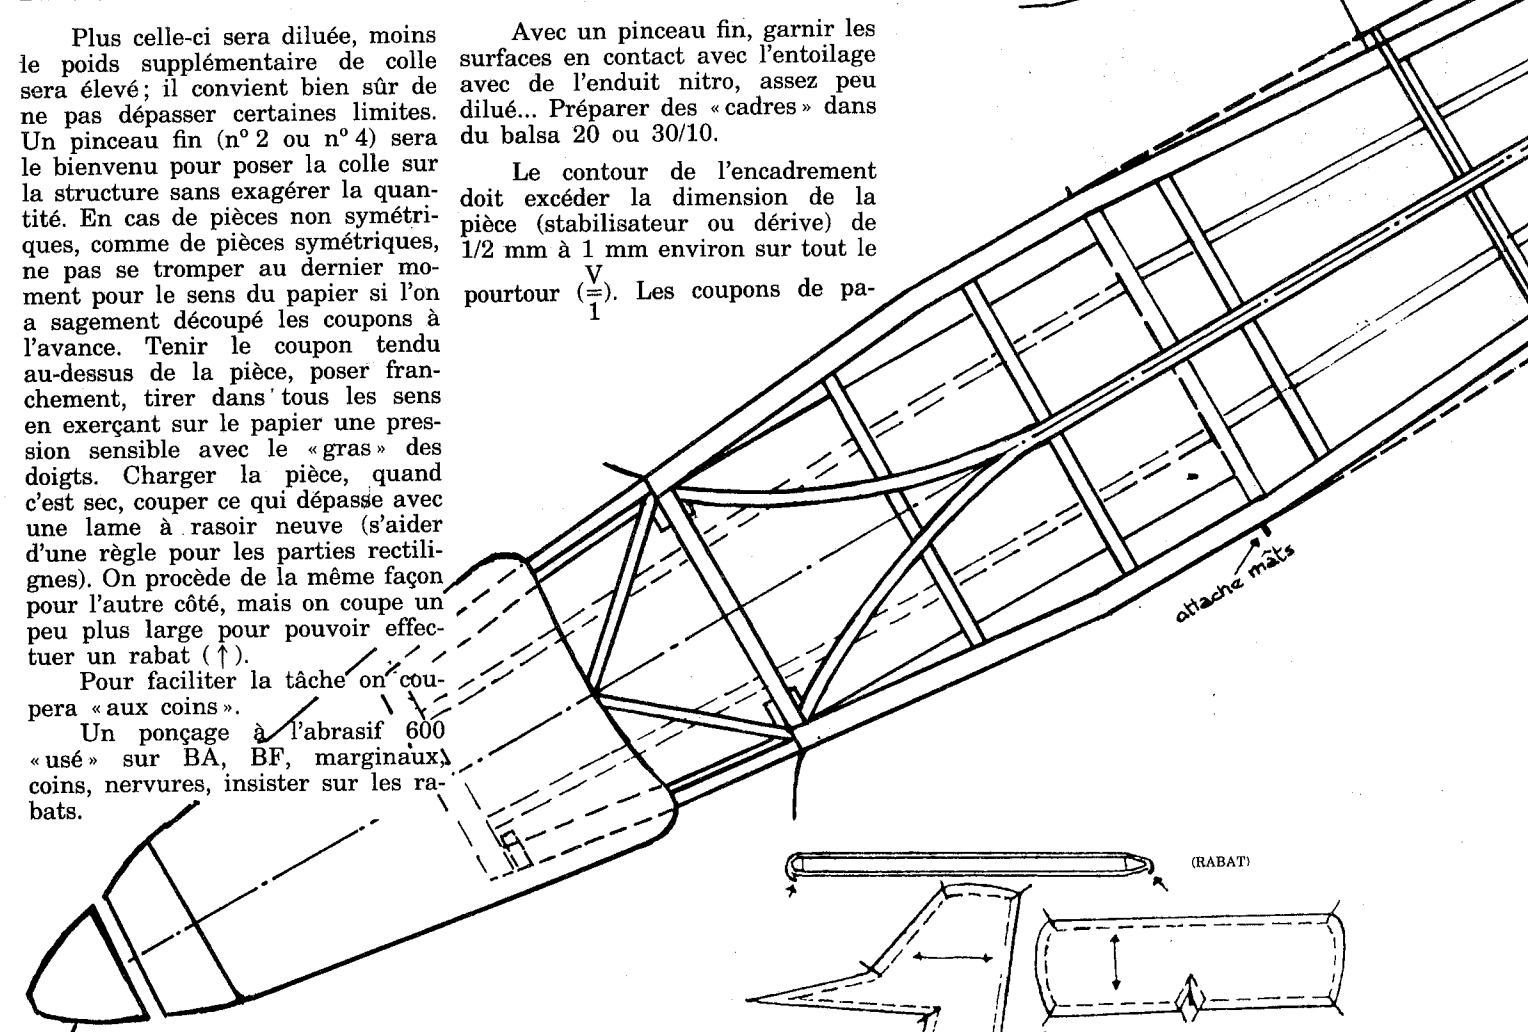 Plus celle-ci sera diluée, moins
le poids supplémentaire de colle
sera élevé; il convient bien sûr de
ne pas dépasser certaines limites.
Un pinceau fin (n° 2 ou n° 4) sera
le bienvenu pour poser la colle sur
la structure sans exagérer la quan-
tité. En cas de pièces non symétri-
ques, comme de pièces symétriques,
ne pas se tromper au dernier mo-
ment pour le sens du papier si l'on
a sagement découpé les coupons à
l'avance. Tenir le coupon tendu
au-dessus de la pièce, poser fran-
chement, tirer dans tous les sens
en exerçant sur le papier une pres-
sion sensible avec le «gras» des
doigts. Charger la pièce, quand
c'est sec, couper ce qui dépasse avec
une lame à rasoir neuve (s'aider
d'une règle pour les parties rectili-
gnes). On procède de la même façon
pour l'autre côté, mais on coupe un
peu plus large pour pouvoir effec-
tuer un rabat (↑).
Pour faciliter la tâche on cou-
pera «aux coins».
Un ponçage à l'abrasif 600
«usé» sur BA, BF, marginaux,
coins, nervures, insister sur les ra-
bats.
Avec un pinceau fin, garnir les
surfaces en contact avec l'entoilage
avec de l'enduit nitro, assez peu
dilué... Préparer des «cadres» dans
du balsa 20 ou 30/10.
Le contour de l'encadrement
doit excéder la dimension de la
pièce (stabilisateur ou dérive) de
1/2 mm à 1 mm environ sur tout le
V
pourtour (=). Les coupons de pa-
1
attache mâts
(RABAT)